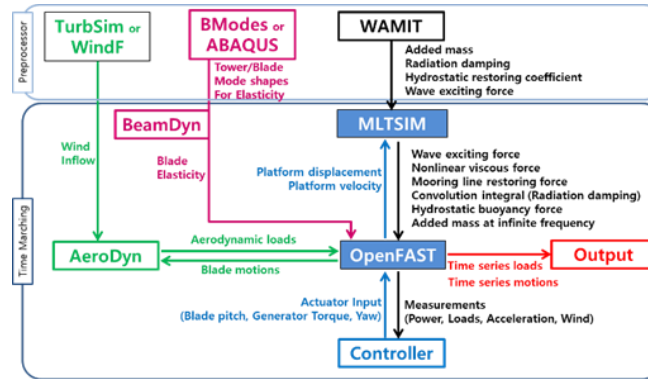 Preprocessor
TurbSim or
WindF
BModes or
ABAQUS
WAMIT
Tower/Blade
Mode shapes
For Elasticity
Added mass
Radiation damping
Hydrostatic restoring coefficient
Wave exciting force
Time Marching
BeamDyn
MLTSIM
Wind
Inflow
Blade
Elasticity
Platform displacement
Platform velocity
Wave exciting force
Nonlinear viscous force
Mooring line restoring force
Convolution integral (Radiation damping)
Hydrostatic buoyancy force
Added mass at infinite frequency
AeroDyn
Aerodynamic loads
Blade motions
OpenFAST
Time series loads
Time series motions
Output
Actuator Input
(Blade pitch, Generator Torque, Yaw)
Measurements
(Power, Loads, Acceleration, Wind)
Controller